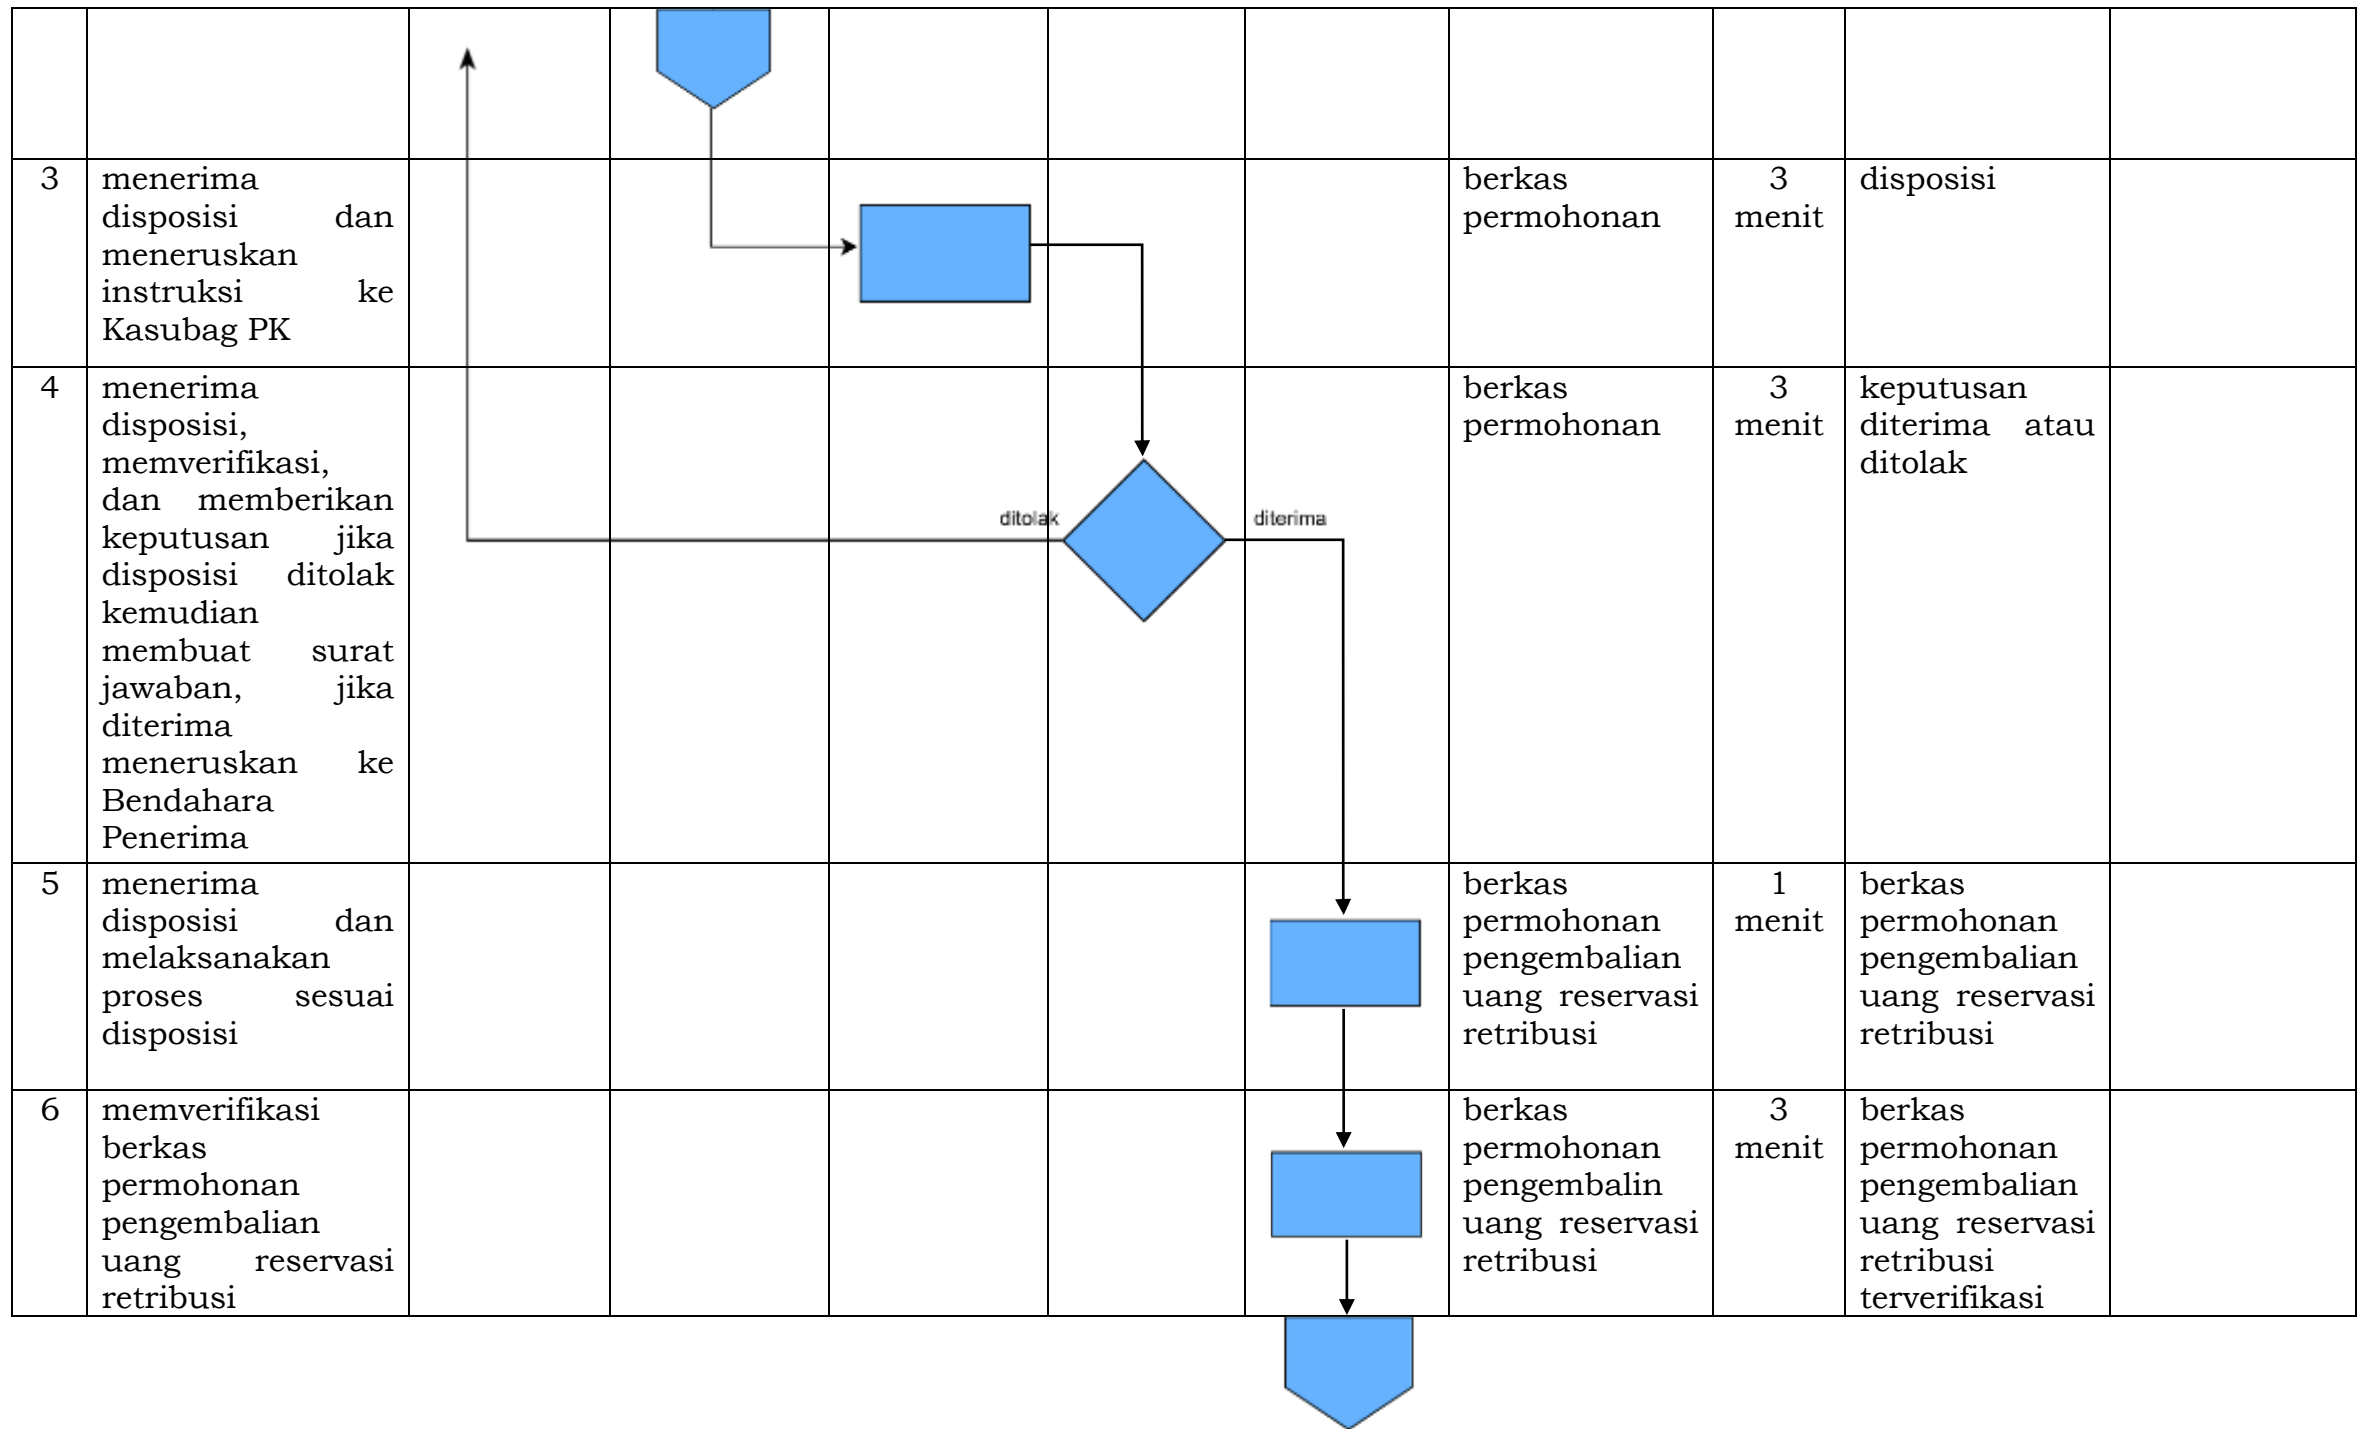 3
menerima
disposisi dan
meneruskan
instruksi ke
Kasubag PK
berkas
permohonan
3
menit
disposisi
4
menerima
disposisi,
memverifikasi,
dan memberikan
keputusan jika
disposisi ditolak
kemudian
membuat surat
jawaban, jika
diterima
meneruskan ke
Bendahara
Penerima
ditolak
diterima
berkas
permohonan
3
menit
keputusan
diterima atau
ditolak
5
menerima
disposisi dan
melaksanakan
proses sesuai
disposisi
berkas
permohonan
pengembalian
uang reservasi
retribusi
1
menit
berkas
permohonan
pengembalian
uang reservasi
retribusi
6
memverifikasi
berkas
permohonan
pengembalian
uang reservasi
retribusi
berkas
permohonan
pengembalin
uang reservasi
retribusi
3
menit
berkas
permohonan
pengembalian
uang reservasi
retribusi
terverifikasi